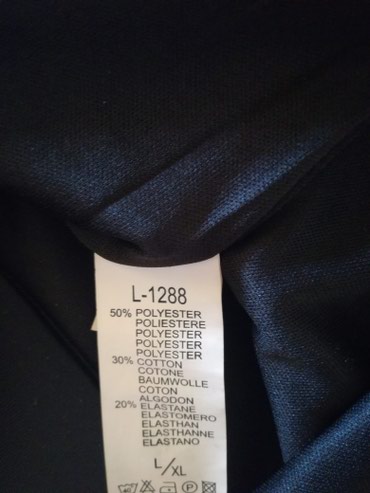 L-1288
50% POLYESTER
POLIESTERE
POLYESTER
POLYESTER
POLYESTER
30% COTTON
COTONE
BAUMWOLLE
COTON
ALGODON
20% ELASTANE
ELASTOMERO
ELASTHAN
ELASTHANNE
ELASTANO
L/XL